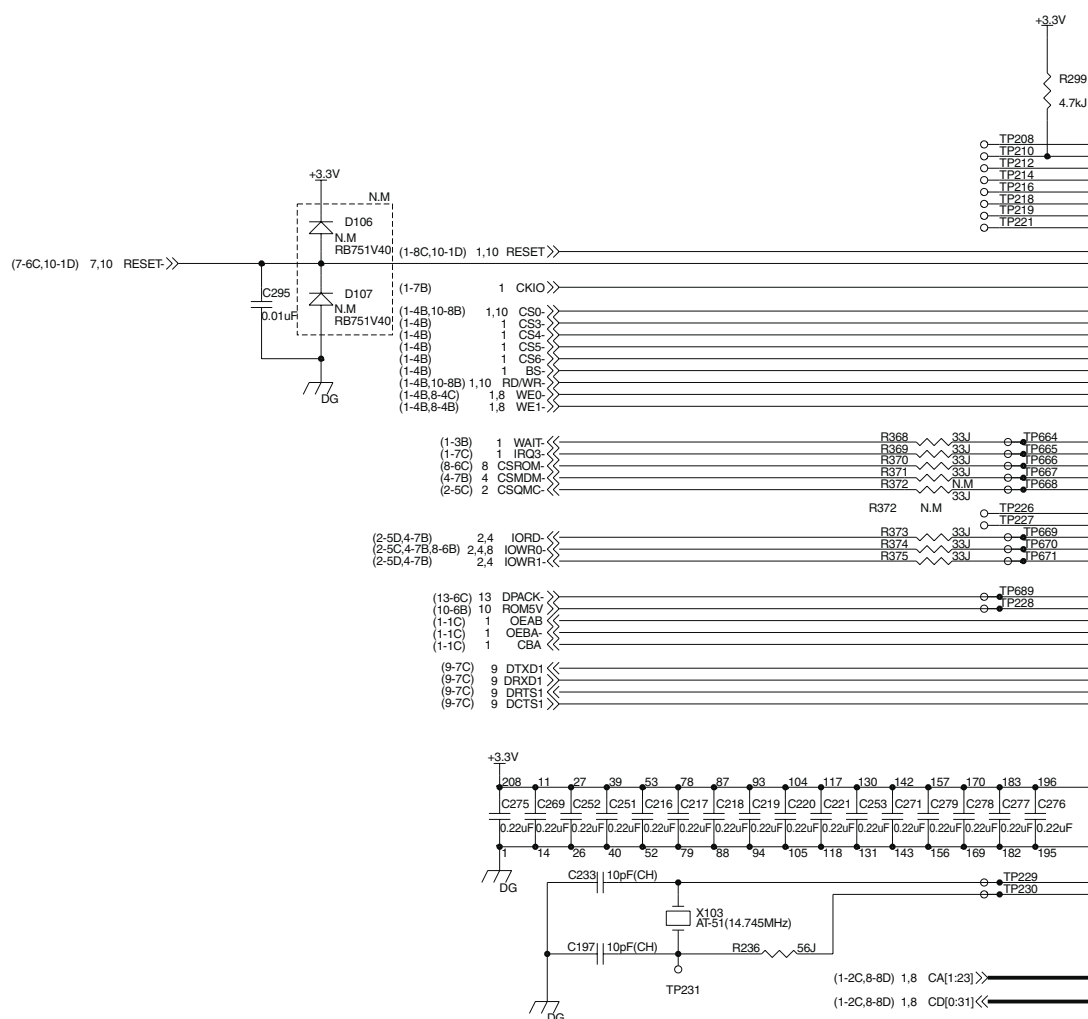 +3.3V
R299
4.7kJ
TP208
TP210
TP212
TP214
TP216
TP218
TP219
TP221
+3.3V
N.M
D106
N.M
RB751V40
(7-6C,10-1D) 7,10 RESET-
(1-8C,10-1D) 1,10 RESET
C295
0.01uF
D107
N.M
RB751V40
DG
(1-7B) 1 CKIO
(1-4B,10-8B) 1,10 CS0-
(1-4B) 1 CS3-
(1-4B) 1 CS4-
(1-4B) 1 CS5-
(1-4B) 1 CS6-
(1-4B) 1 BS-
(1-4B,10-8B) 1,10 RD/WR-
(1-4B,8-4C) 1,8 WE0-
(1-4B,8-4B) 1,8 WE1-
(1-3B) 1 WAIT- R368 33J TP664
(1-7C) 1 IRQ3- R369 33J TP665
(8-6C) 8 CSROM- R370 33J TP666
(4-7B) 4 CSMDM- R371 33J TP667
(2-5C) 2 CSQMC- R372 N.M TP668
33J
R372 N.M
TP226
TP227
(2-5D,4-7B) 2,4 IORD- R373 33J TP669
(2-5C,4-7B,8-6B) 2,4,8 IOWR0- R374 33J TP670
(2-5D,4-7B) 2,4 IOWR1- R375 33J TP671
(13-6C) 13 DPACK- TP689
(10-6B) 10 ROM5V TP228
(1-1C) 1 OEAB
(1-1C) 1 OEBA-
(1-1C) 1 CBA
(9-7C) 9 DTXD1
(9-7C) 9 DRXD1
(9-7C) 9 DRTS1
(9-7C) 9 DCTS1
+3.3V
208 11 27 39 53 78 87 93 104 117 130 142 157 170 183 196
C275 C269 C252 C251 C216 C217 C218 C219 C220 C221 C253 C271 C279 C278 C277 C276
0.22uF 0.22uF 0.22uF 0.22uF 0.22uF 0.22uF 0.22uF 0.22uF 0.22uF 0.22uF 0.22uF 0.22uF 0.22uF 0.22uF 0.22uF 0.22uF
1 14 26 40 52 79 88 94 105 118 131 143 156 169 182 195
DG
C233 10pF(CH) TP229
TP230
X103
AT-51(14.745MHz)
C197 10pF(CH) R236 56J
TP231
(1-2C,8-8D) 1,8 CA[1:23]
(1-2C,8-8D) 1,8 CD[0:31]
DG